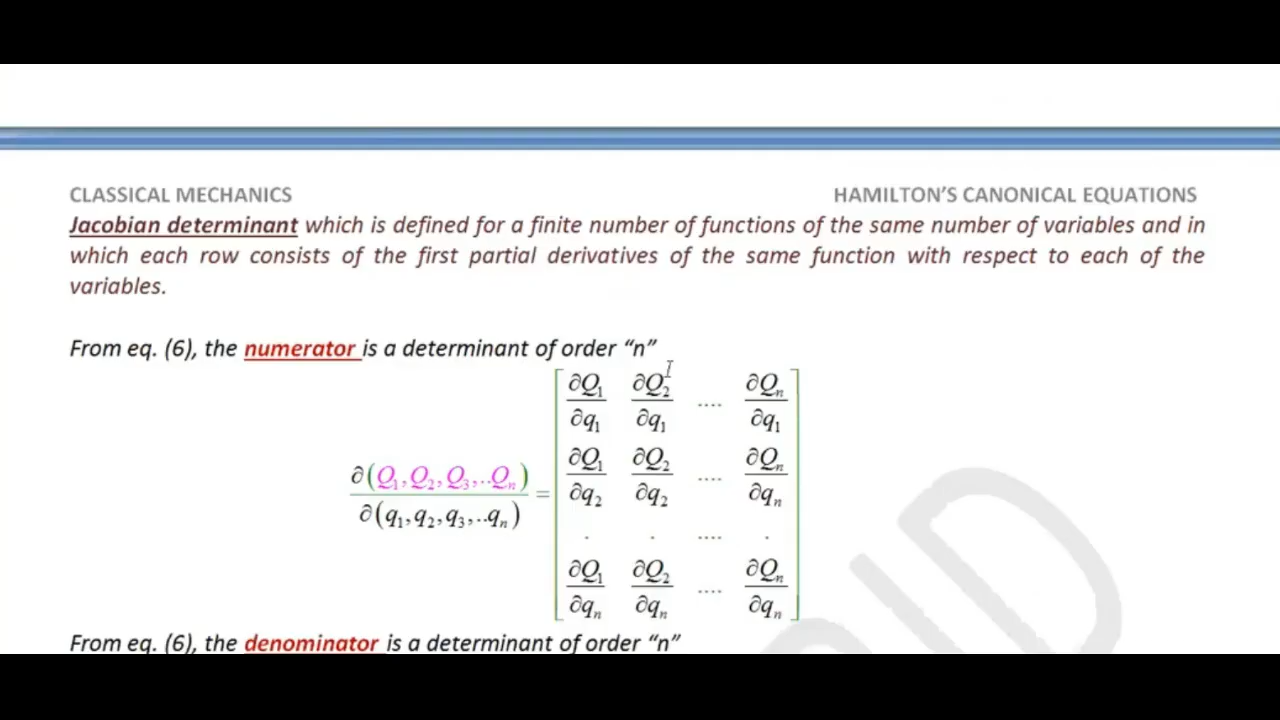 CLASSICAL MECHANICS HAMILTON’S CANONICAL EQUATIONS
Jacobian determinant which is defined for a finite number of functions of the same number of variables and in
which each row consists of the first partial derivatives of the same function with respect to each of the
variables.
From eq. (6), the numerator is a determinant of order “n”
∂(Q₁,Q₂,Q₃,..Qₙ)/∂(q₁,q₂,q₃,..qₙ) = [∂Q₁/∂q₁ ∂Q₂/∂q₁ .... ∂Qₙ/∂q₁
∂Q₁/∂q₂ ∂Q₂/∂q₂ .... ∂Qₙ/∂qₙ
. . .... .
∂Q₁/∂qₙ ∂Q₂/∂qₙ .... ∂Qₙ/∂qₙ]
From eq. (6), the denominator is a determinant of order “n”